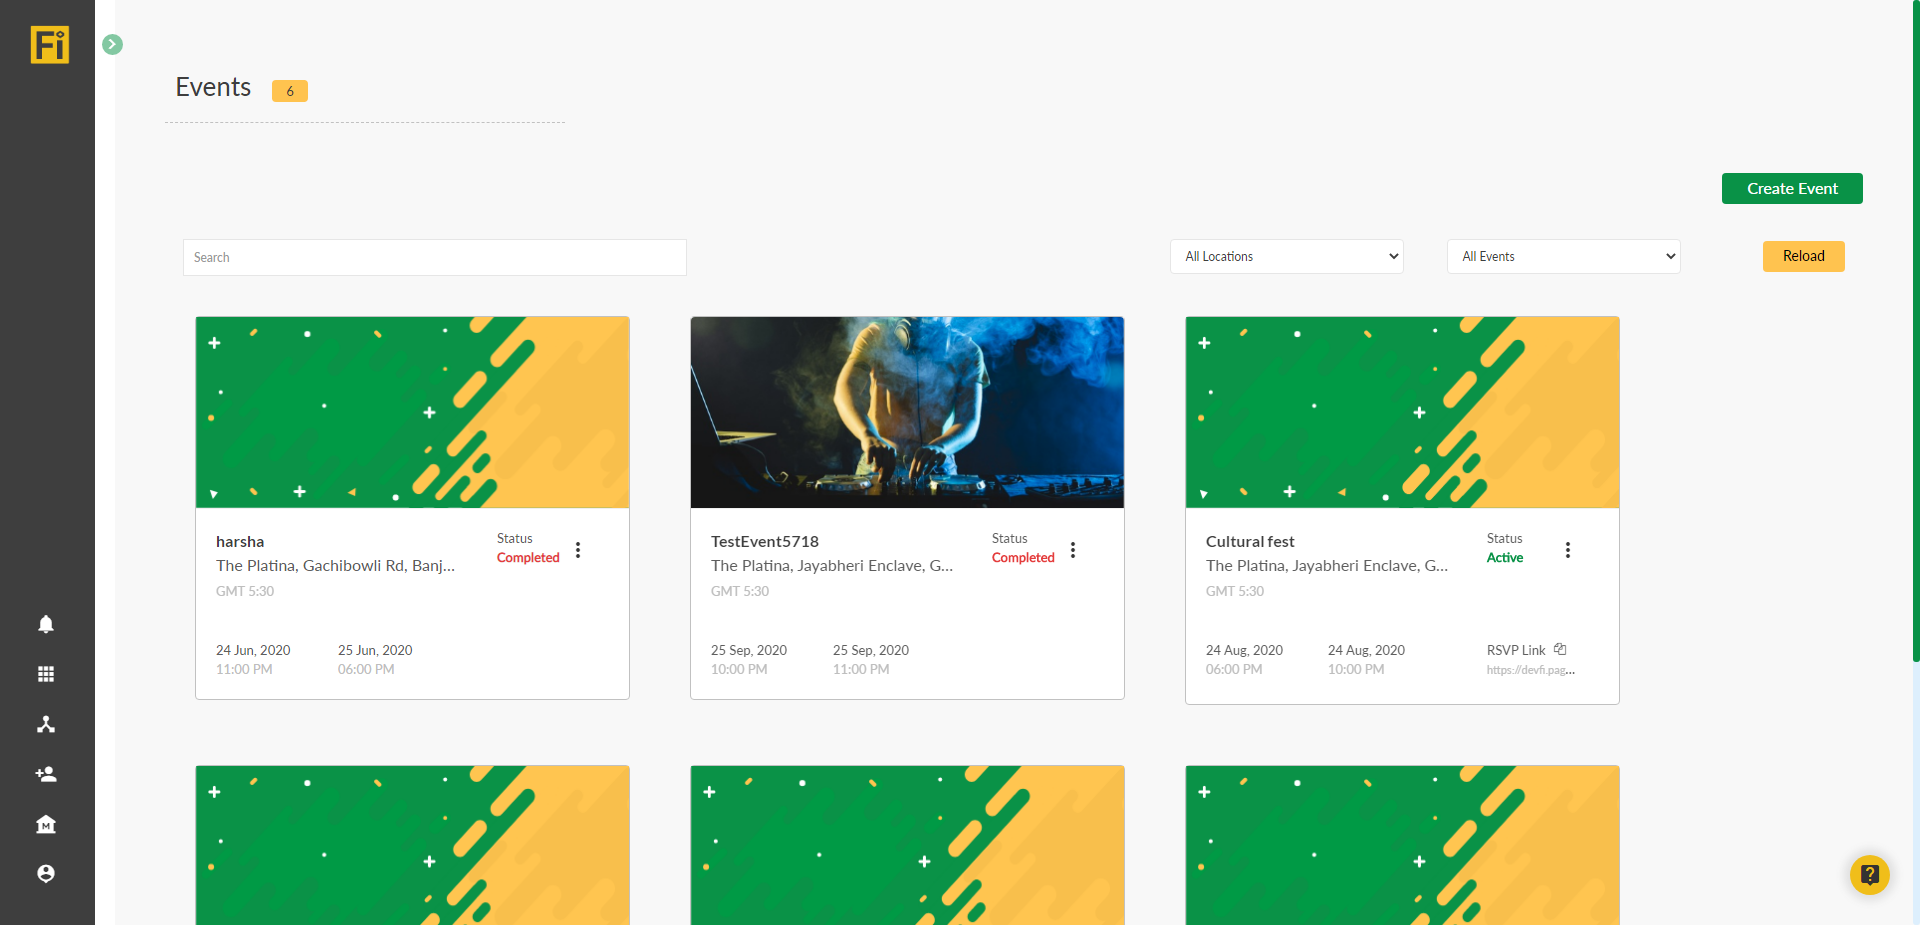 Fi
Events 6
Create Event
Search
All Locations
All Events
Reload
harsha
The Platina, Gachibowli Rd, Banj...
GMT 5:30
Status
Completed
24 Jun, 2020
11:00 PM
25 Jun, 2020
06:00 PM
TestEvent5718
The Platina, Jayabheri Enclave, G...
GMT 5:30
Status
Completed
25 Sep, 2020
10:00 PM
25 Sep, 2020
11:00 PM
Cultural fest
The Platina, Jayabheri Enclave, G...
GMT 5:30
Status
Active
24 Aug, 2020
06:00 PM
24 Aug, 2020
10:00 PM
RSVP Link
https://devfi.pag...
M
?